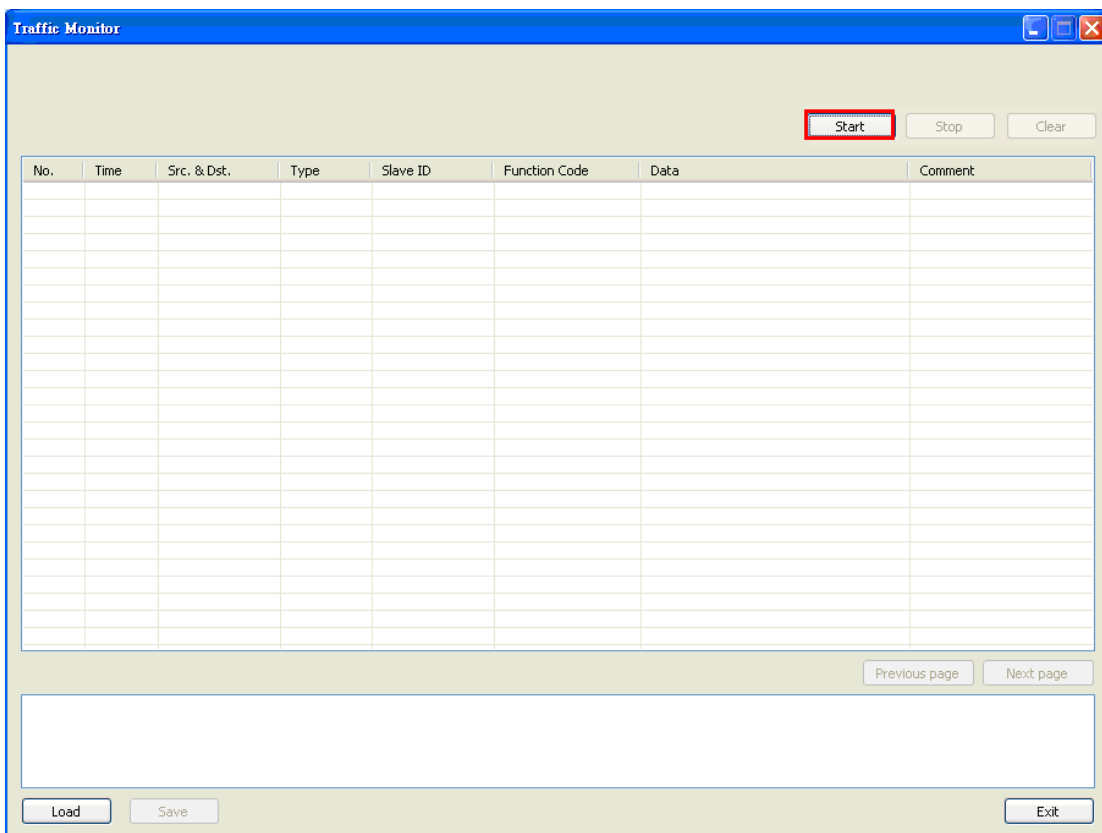 Traffic Monitor
Start Stop Clear
No. Time Src. & Dst. Type Slave ID Function Code Data Comment
Previous page Next page
Load Save Exit